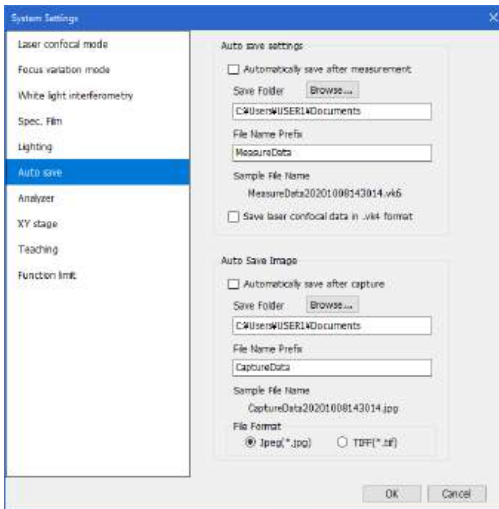 System Settings
Laser confocal mode
Focus variation mode
White light interferometry
Spec. Film
Lighting
Auto save
Analyzer
XY stage
Teaching
Function limit
Auto save settings
Automatically save after measurement
Save Folder Browse...
C:¥Users¥USER1¥Documents
File Name Prefix
MeasureData
Sample File Name
MeasureData20201008143014.vk6
Save laser confocal data in .vk4 format
Auto Save Image
Automatically save after capture
Save Folder Browse...
C:¥Users¥USER1¥Documents
File Name Prefix
CaptureData
Sample File Name
CaptureData20201008143014.jpg
File Format
Jpeg(*.jpg) TIFF(*.tif)
OK Cancel